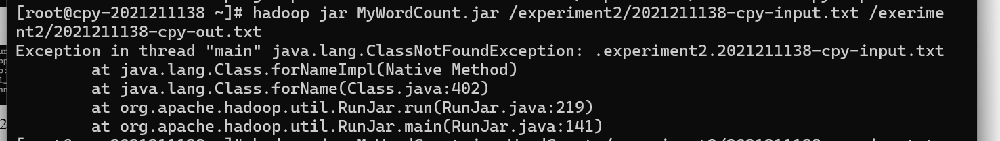 [root@cpy-2021211138 ~]# hadoop jar MyWordCount.jar /experiment2/2021211138-cpy-input.txt /exerime
nt2/2021211138-cpy-out.txt
Exception in thread "main" java.lang.ClassNotFoundException: .experiment2.2021211138-cpy-input.txt
        at java.lang.Class.forNameImpl(Native Method)
        at java.lang.Class.forName(Class.java:402)
        at org.apache.hadoop.util.RunJar.run(RunJar.java:219)
        at org.apache.hadoop.util.RunJar.main(RunJar.java:141)